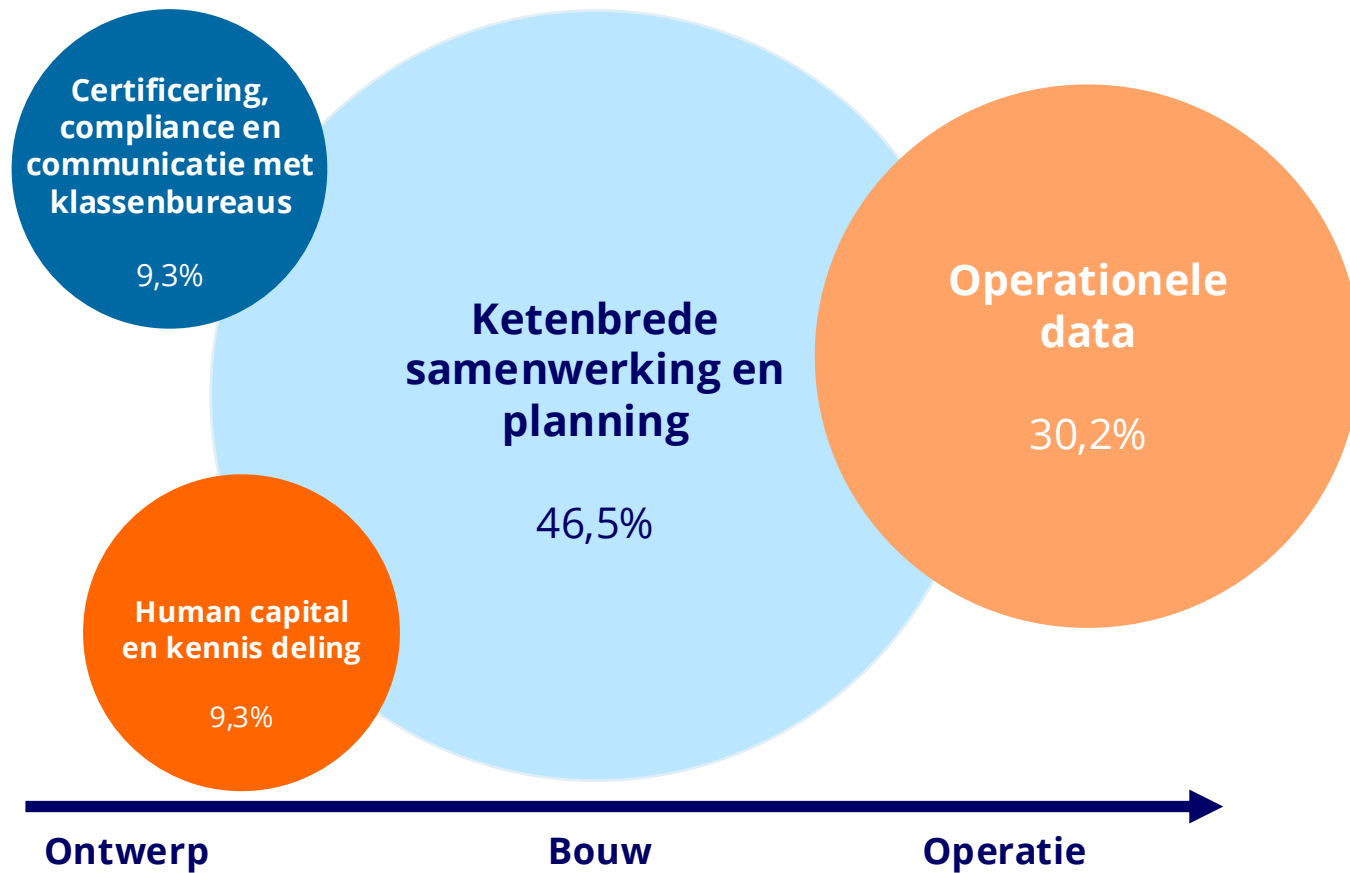 Certificering,
compliance en
communicatie met
klassenbureaus
9,3%
Ketenbrede
samenwerking en
planning
46,5%
Operationele
data
30,2%
Human capital
en kennis deling
9,3%
Ontwerp
Bouw
Operatie